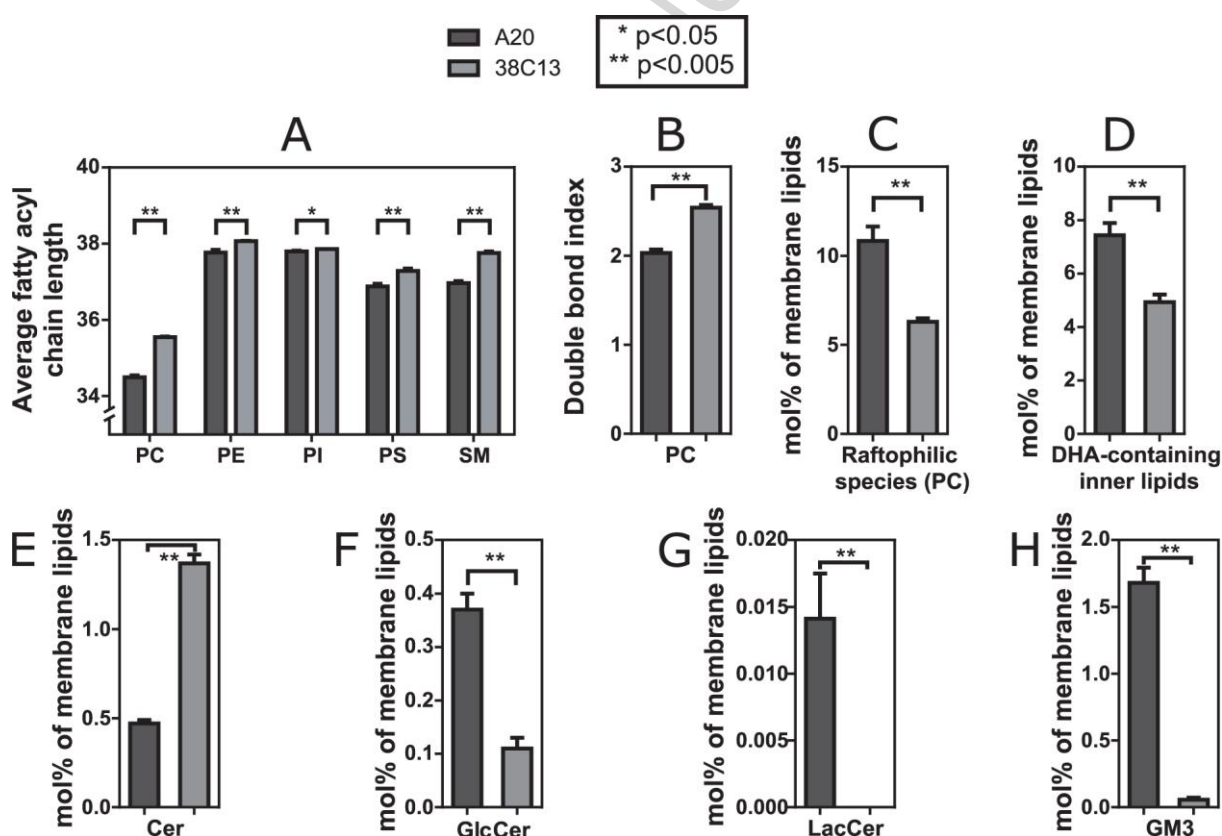 A20
38C13
* p<0.05
** p<0.005
A
Average fatty acyl
chain length
40
38
36
34
**
**
*
**
**
PC
PE
PI
PS
SM
B
Double bond index
3
2
1
0
**
PC
C
mol% of membrane lipids
15
10
5
0
**
Raftophilic
species (PC)
D
mol% of membrane lipids
10
8
6
4
2
0
**
DHA-containing
inner lipids
E
mol% of membrane lipids
1.5
1.0
0.5
0.0
**
Cer
F
mol% of membrane lipids
0.5
0.4
0.3
0.2
0.1
0.0
**
GlcCer
G
mol% of membrane lipids
0.020
0.015
0.010
0.005
0.000
**
LacCer
H
mol% of membrane lipids
2.0
1.5
1.0
0.5
0.0
**
GM3